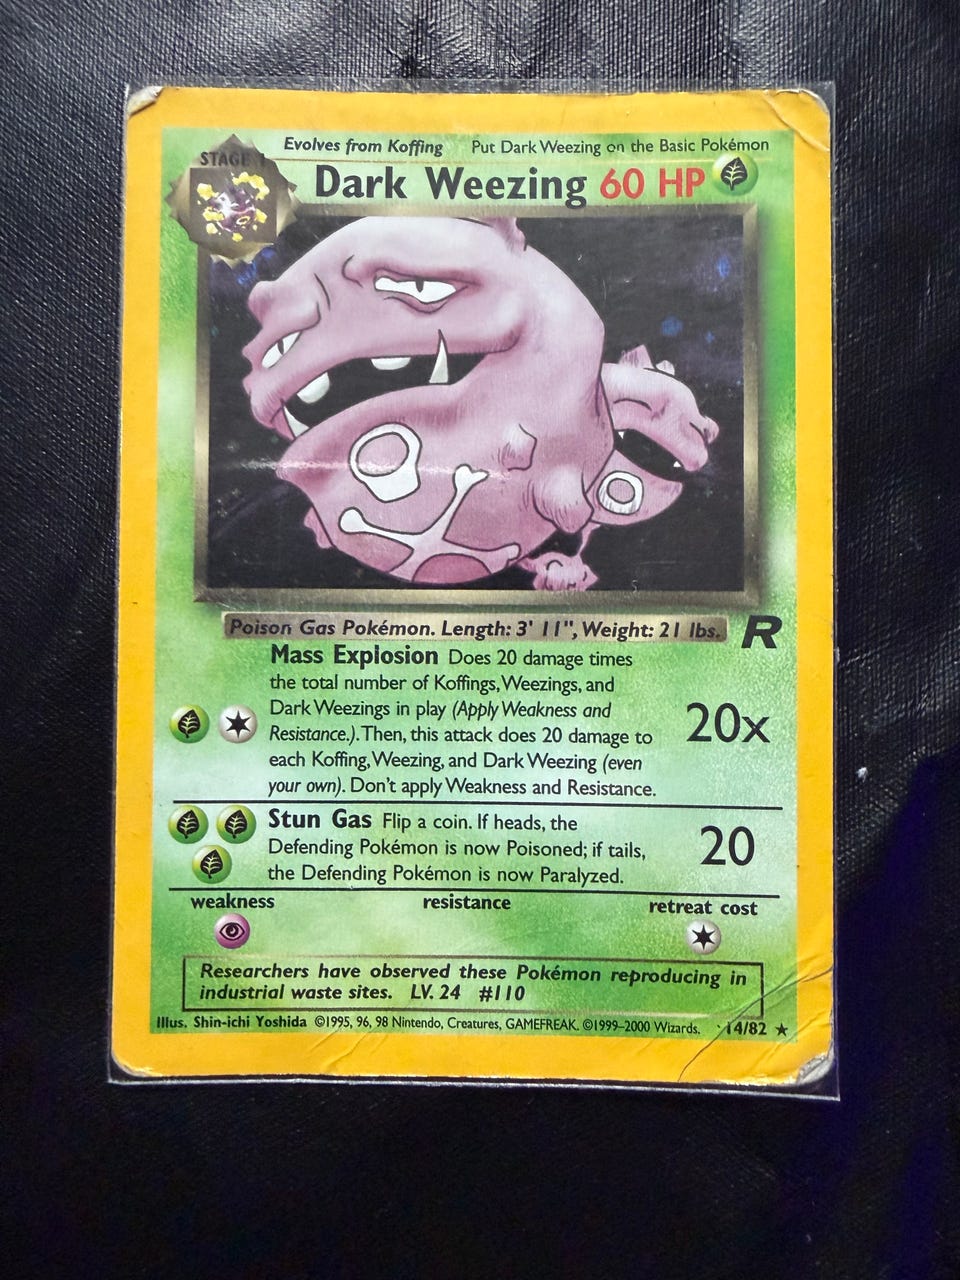 Evolves from Koffing Put Dark Weezing on the Basic Pokémon
STAGE 1
Dark Weezing 60 HP
Poison Gas Pokémon. Length: 3' 11", Weight: 21 lbs.
R
Mass Explosion Does 20 damage times
the total number of Koffings, Weezings, and
Dark Weezings in play (Apply Weakness and
Resistance.). Then, this attack does 20 damage to
each Koffing, Weezing, and Dark Weezing (even
your own). Don't apply Weakness and Resistance.
20x
Stun Gas Flip a coin. If heads, the
Defending Pokémon is now Poisoned; if tails,
the Defending Pokémon is now Paralyzed.
20
weakness resistance retreat cost
Researchers have observed these Pokémon reproducing in
industrial waste sites. LV. 24 #110
Illus. Shin-ichi Yoshida ©1995, 96, 98 Nintendo, Creatures, GAMEFREAK. ©1999–2000 Wizards. 14/82 ★